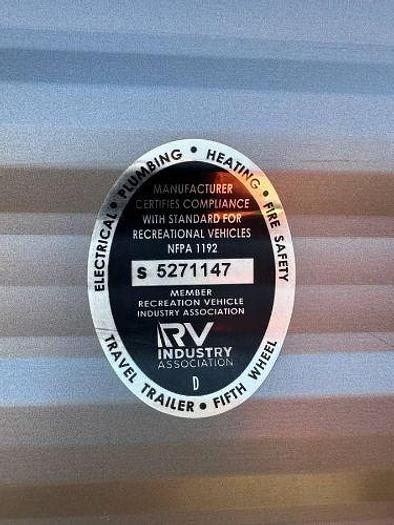 ELECTRICAL • PLUMBING • HEATING • FIRE SAFETY
MANUFACTURER
CERTIFIES COMPLIANCE
WITH STANDARD FOR
RECREATIONAL VEHICLES
NFPA 1192
S 5271147
MEMBER
RECREATION VEHICLE
INDUSTRY ASSOCIATION
RV
INDUSTRY
ASSOCIATION
D
TRAVEL TRAILER • FIFTH WHEEL